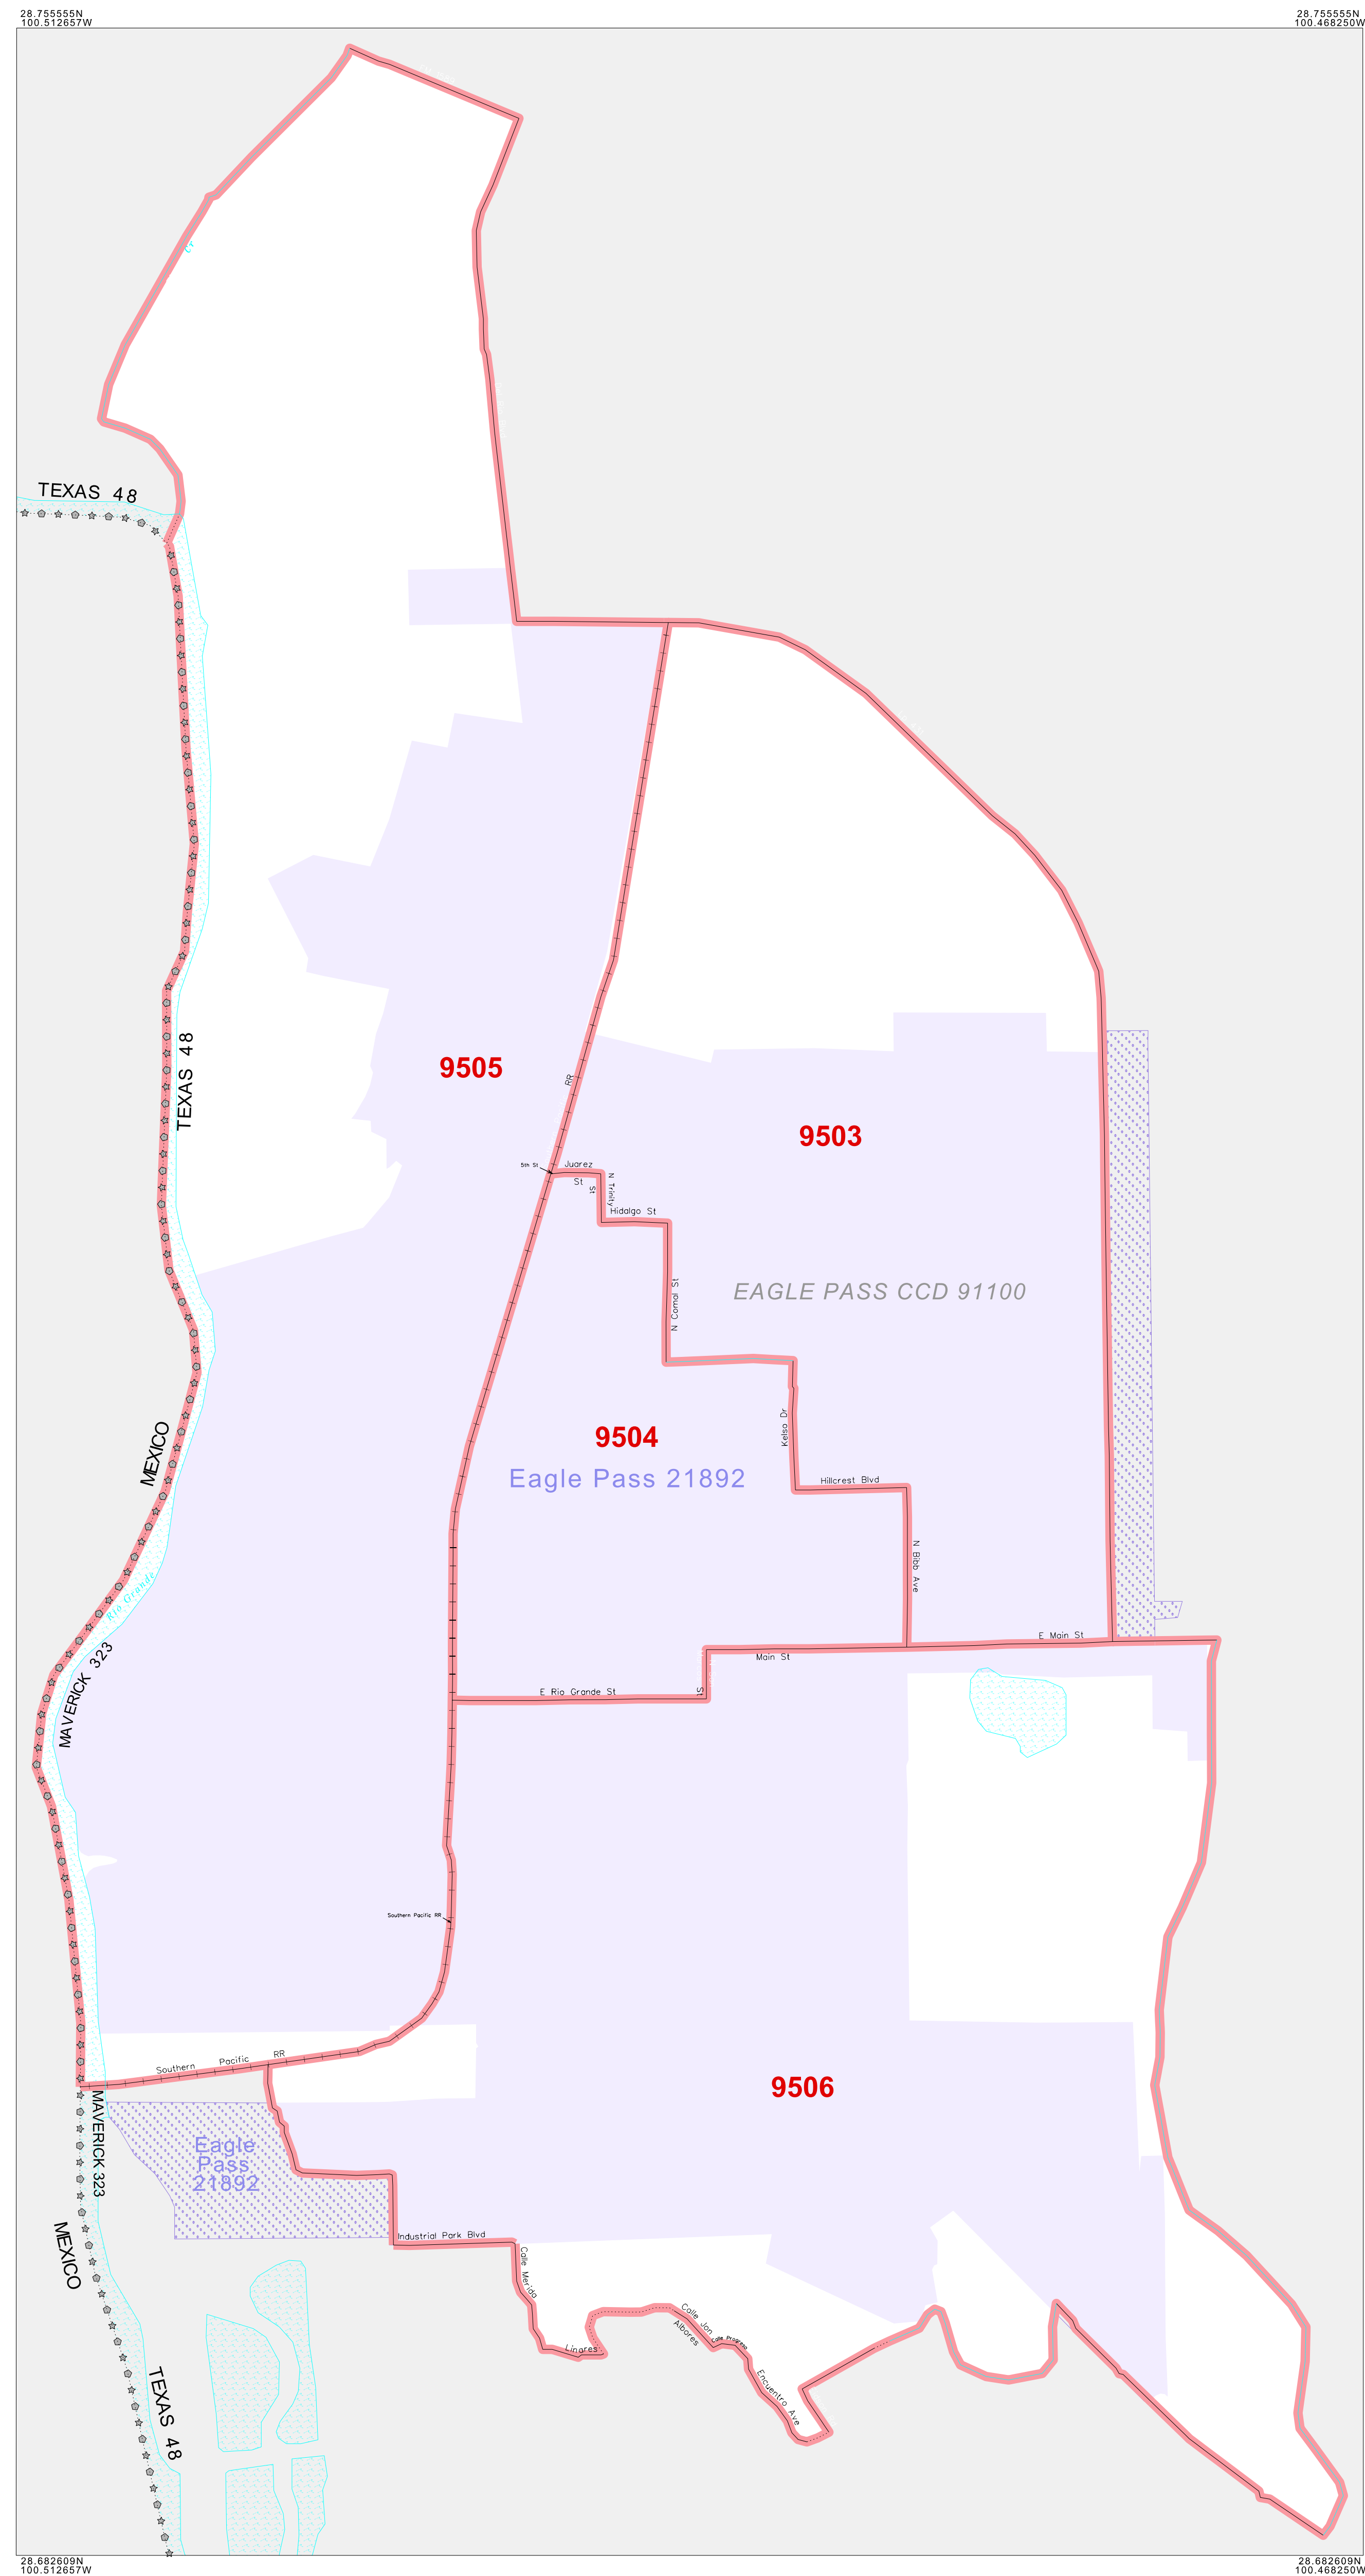 28.755555N
100.512657W
28.755555N
100.468250W
TEXAS 48
TEXAS 48
9505
RR
9503
5th St
Juarez
St
N Trinity
St
Hidalgo St
EAGLE PASS CCD 91100
N Comal St
9504
Eagle Pass 21892
Kelso Dr
Hillcrest Blvd
N Bibb Ave
MEXICO
Rio Grande
MAVERICK 323
E Main St
Main St
E Rio Grande St
St
Southern Pacific RR
Southern Pacific RR
9506
MAVERICK 323
Eagle
Pass
21892
MEXICO
Industrial Park Blvd
Calle Merida
Linares
Calle Jon
Albores
Calle Progreso
Encuentro Ave
TEXAS 48
28.682609N
100.512657W
28.682609N
100.468250W